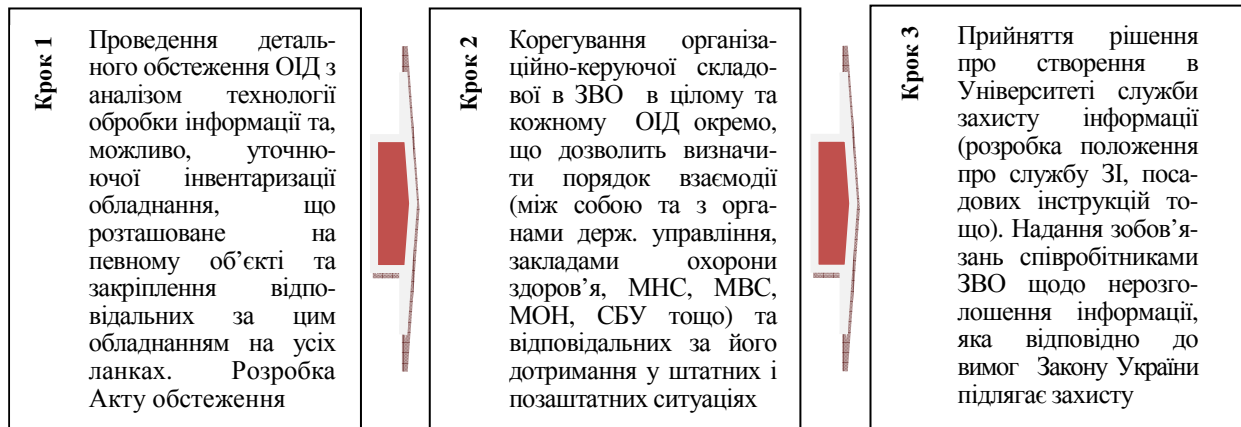 Крок 1
Проведення деталь-
ного обстеження ОІД з
аналізом технології
обробки інформації та,
можливо, уточню-
ючої інвентаризації
обладнання, що
розташоване на
певному об’єкті та
закріплення відпо-
відальних за цим
обладнанням на усіх
ланках. Розробка
Акту обстеження
Крок 2
Корегування організа-
ційно-керуючої складо-
вої в ЗВО в цілому та
кожному ОІД окремо,
що дозволить визначи-
ти порядок взаємодії
(між собою та з орга-
нами держ. управління,
закладами охорони
здоров’я, МНС, МВС,
МОН, СБУ тощо) та
відповідальних за його
дотримання у штатних і
позаштатних ситуаціях
Крок 3
Прийняття рішення
про створення в
Університеті служби
захисту інформації
(розробка положення
про службу ЗІ, поса-
дових інструкцій то-
що). Надання зобов’я-
зань співробітниками
ЗВО щодо нерозго-
лошення інформації,
яка відповідно до
вимог Закону України
підлягає захисту